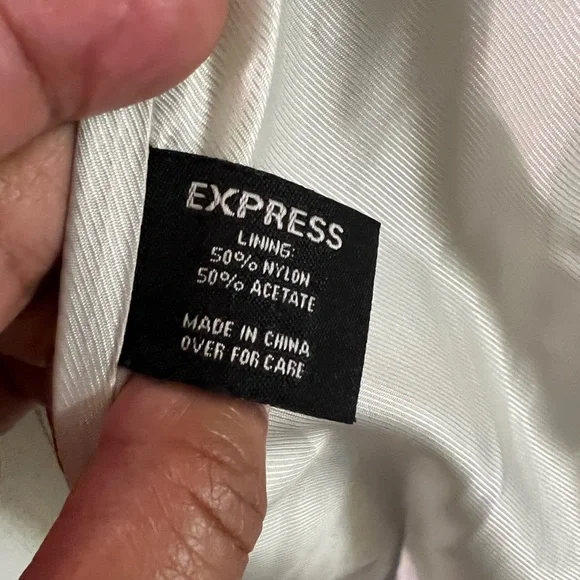 EXPRESS
LINING:
50% NYLON
50% ACETATE
MADE IN CHINA
OVER FOR CARE